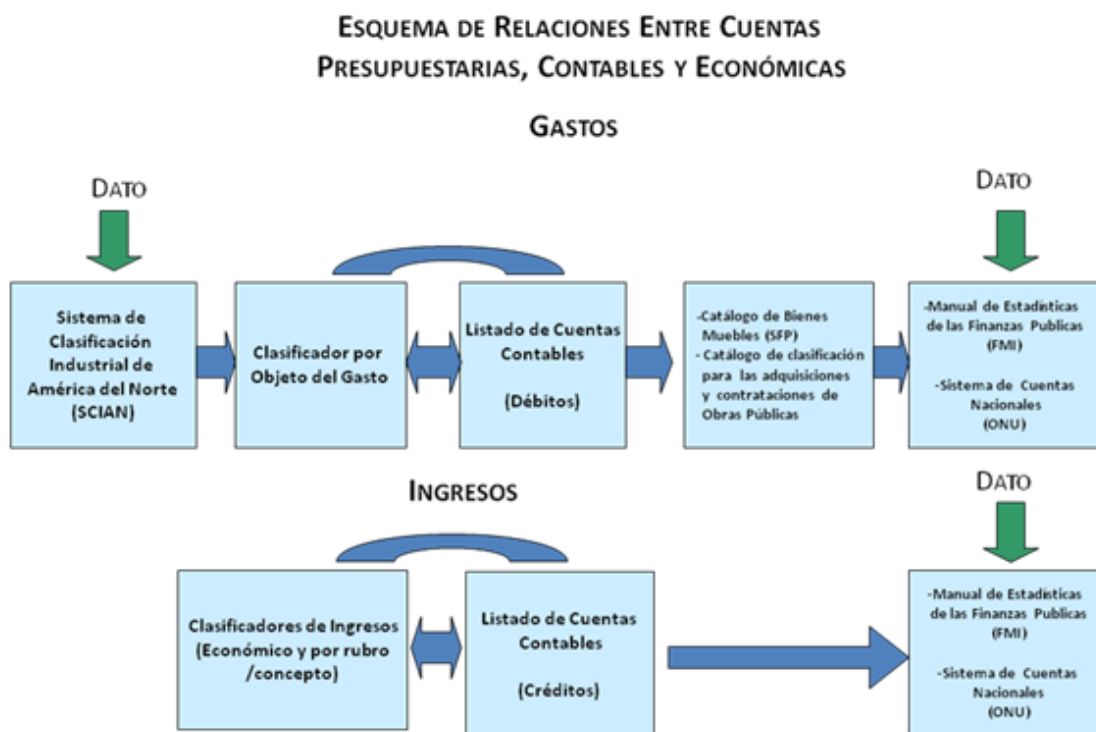 ESQUEMA DE RELACIONES ENTRE CUENTAS
PRESUPUESTARIAS, CONTABLES Y ECONÓMICAS
GASTOS
DATO
DATO
Sistema de
Clasificación
Industrial de
América del Norte
(SCIAN)
Clasificador por
Objeto del Gasto
Listado de Cuentas
Contables
(Débitos)
-Catálogo de Bienes
Muebles (SFP)
- Catálogo de clasificación
para las adquisiciones
y contrataciones de
Obras Públicas
-Manual de Estadísticas
de las Finanzas Publicas
(FMI)
-Sistema de Cuentas
Nacionales
(ONU)
INGRESOS
DATO
Clasificadores de Ingresos
(Económico y por rubro
/concepto)
Listado de Cuentas
Contables
(Créditos)
-Manual de Estadísticas
de las Finanzas Publicas
(FMI)
-Sistema de Cuentas
Nacionales
(ONU)